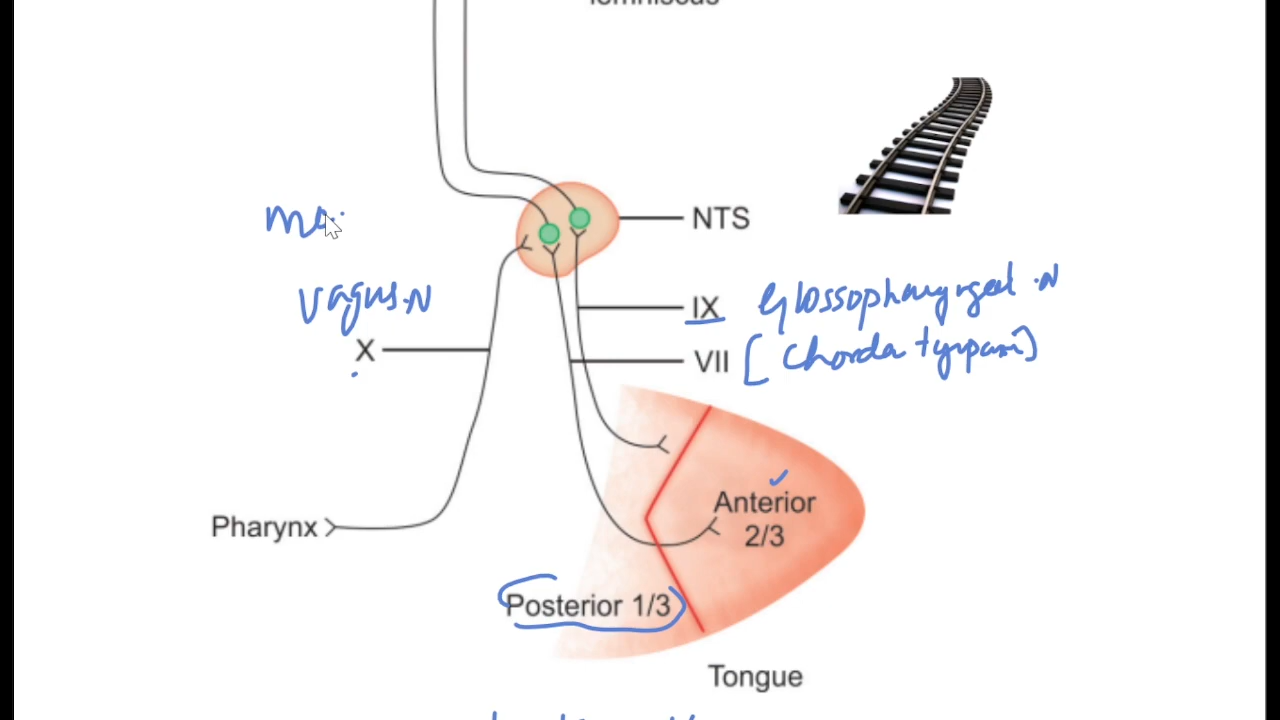 NTS
Vagus.N
IX Glossopharyngeal .N
X
VII [Chorda tympani]
Anterior
2/3
Pharynx
Posterior 1/3
Tongue